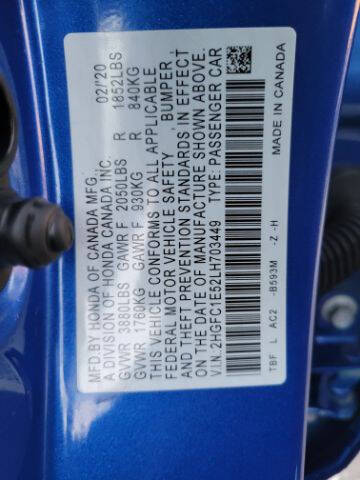 MFD. BY HONDA OF CANADA MFG., 02/'20
A DIVISION OF HONDA CANADA INC.
GVWR 3880LBS GAWR F 2050LBS R 1852LBS
GVWR 1760KG GAWR F 930KG R 840KG
THIS VEHICLE CONFORMS TO ALL APPLICABLE
FEDERAL MOTOR VEHICLE SAFETY , BUMPER ,
AND THEFT PREVENTION STANDARDS IN EFFECT
ON THE DATE OF MANUFACTURE SHOWN ABOVE.
V.I.N.:2HGFC1E52LH703449 TYPE: PASSENGER CAR
TBF L AC2 -B593M -Z -H MADE IN CANADA